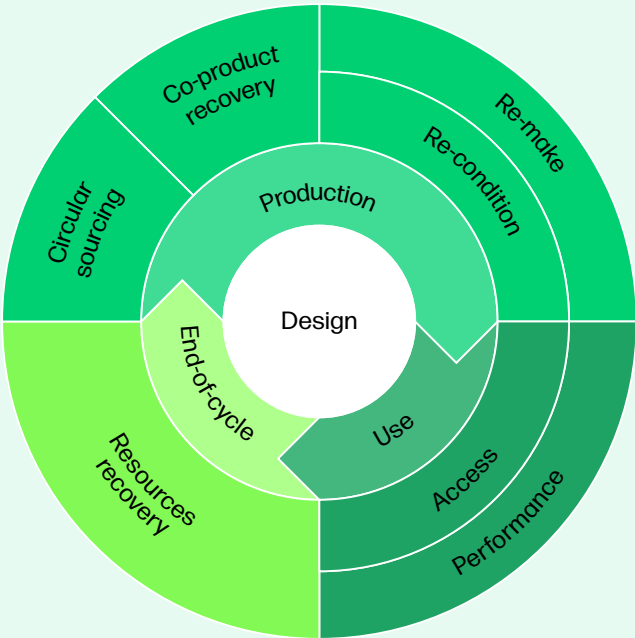 Co-product
recovery
Re-make
Re-condition
Circular
sourcing
Production
Design
End-of-cycle
Use
Access
Performance
Resources
recovery